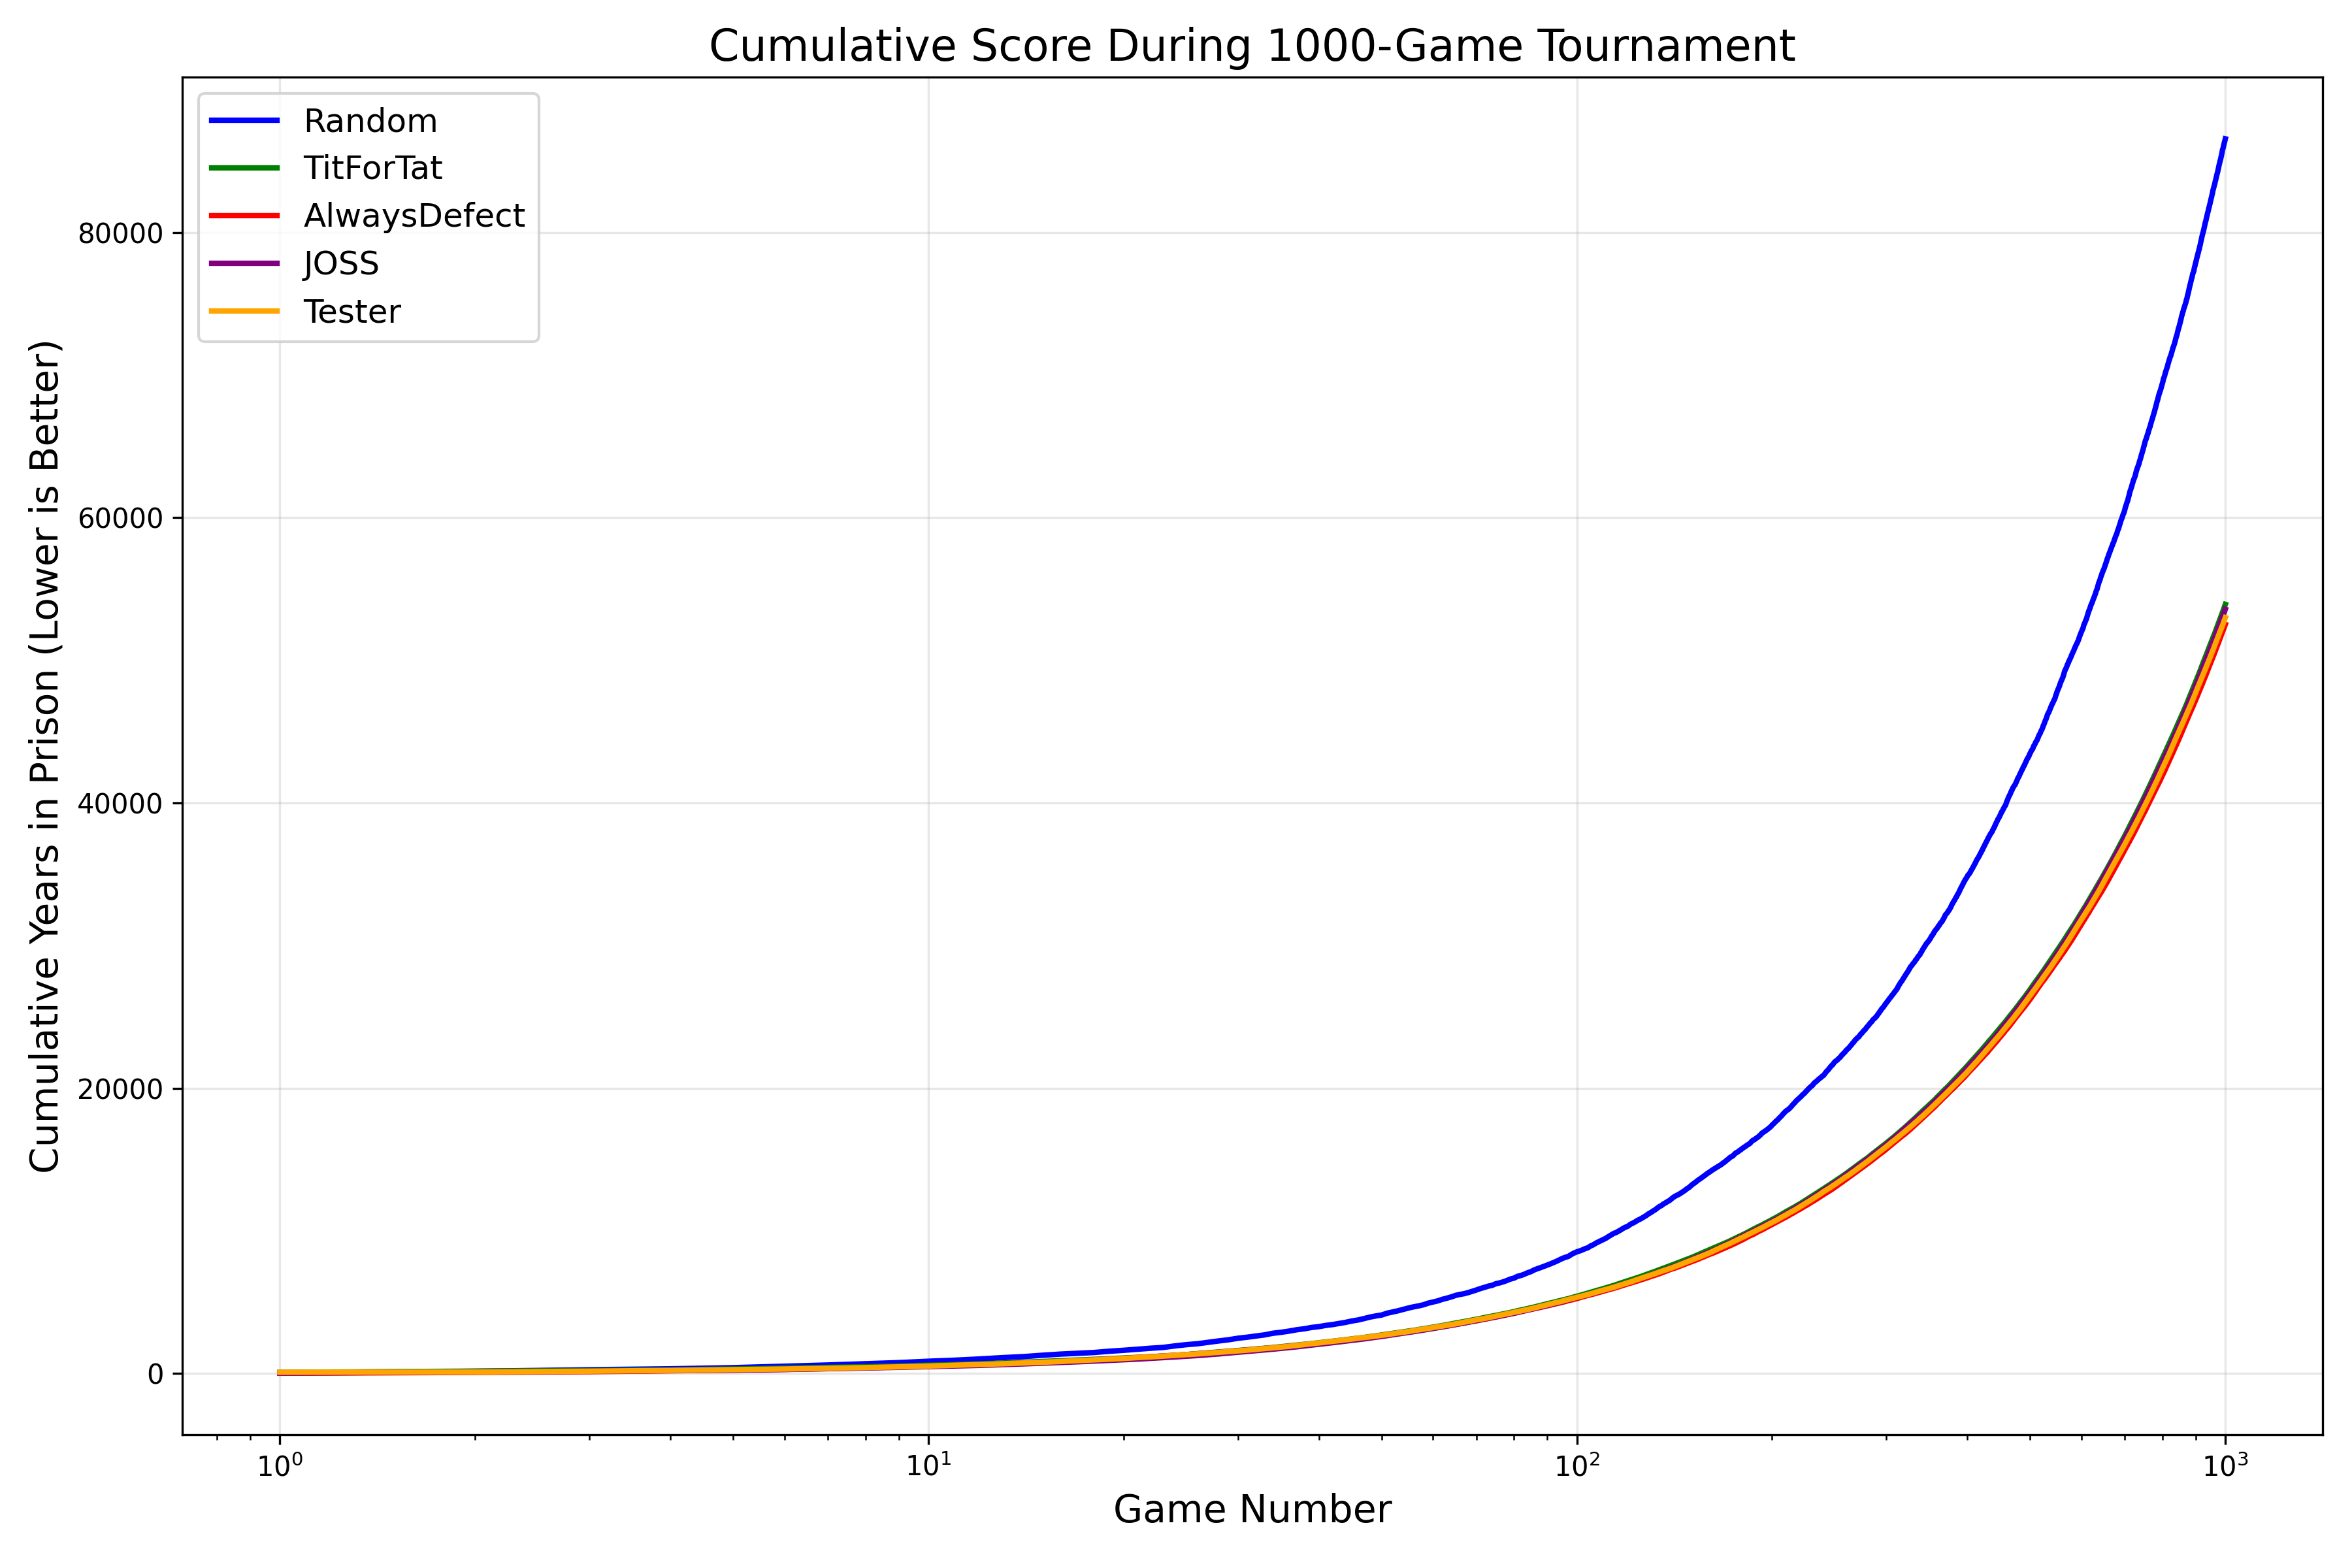 Cumulative Score During 1000-Game Tournament
Random
TitForTat
AlwaysDefect
JOSS
Tester
Cumulative Years in Prison (Lower is Better)
80000
60000
40000
20000
0
10⁰
10¹
10²
10³
Game Number